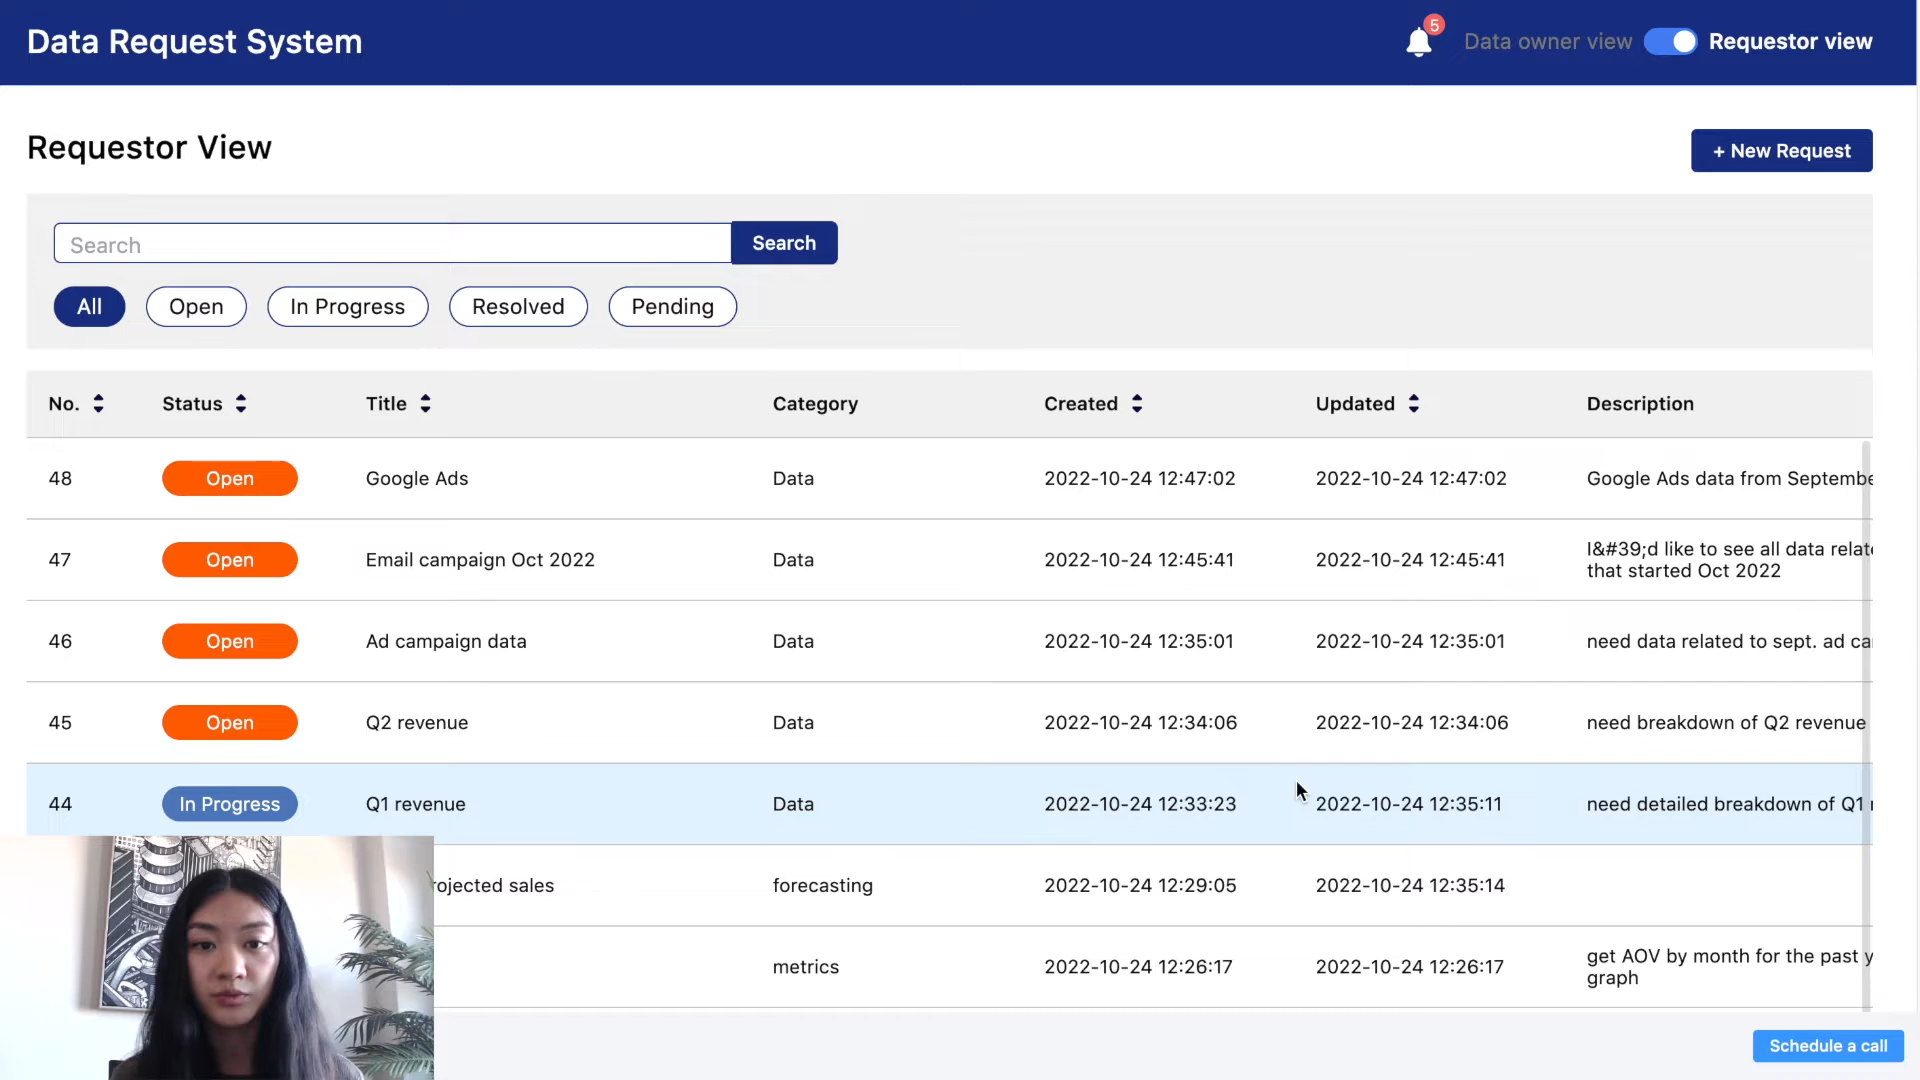 Data Request System
5
Data owner view
Requestor view
Requestor View
+ New Request
Search
Search
All
Open
In Progress
Resolved
Pending
No.
Status
Title
Category
Created
Updated
Description
48
Open
Google Ads
Data
2022-10-24 12:47:02
2022-10-24 12:47:02
Google Ads data from Septembe
47
Open
Email campaign Oct 2022
Data
2022-10-24 12:45:41
2022-10-24 12:45:41
I&#39;d like to see all data relate
that started Oct 2022
46
Open
Ad campaign data
Data
2022-10-24 12:35:01
2022-10-24 12:35:01
need data related to sept. ad ca
45
Open
Q2 revenue
Data
2022-10-24 12:34:06
2022-10-24 12:34:06
need breakdown of Q2 revenue
44
In Progress
Q1 revenue
Data
2022-10-24 12:33:23
2022-10-24 12:35:11
need detailed breakdown of Q1
rojected sales
forecasting
2022-10-24 12:29:05
2022-10-24 12:35:14
metrics
2022-10-24 12:26:17
2022-10-24 12:26:17
get AOV by month for the past y
graph
Schedule a call